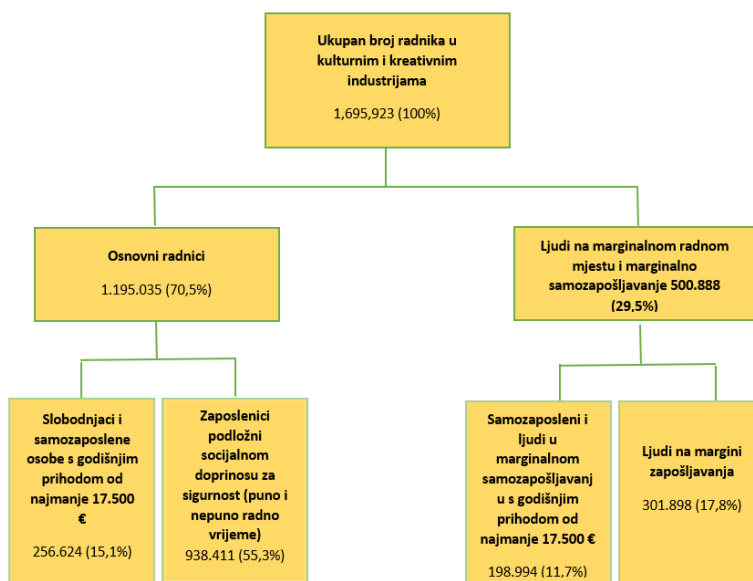 Ukupan broj radnika u
kulturnim i kreativnim
industrijama
1,695,923 (100%)
Osnovni radnici
1.195.035 (70,5%)
Ljudi na marginalnom radnom
mjestu i marginalno
samozapošljavanje 500.888
(29,5%)
Slobodnjaci i
samozaposlene
osobe s godišnjim
prihodom od
najmanje 17.500
€
256.624 (15,1%)
Zaposlenici
podložni
socijalnom
doprinosu za
sigurnost (puno i
nepuno radno
vrijeme)
938.411 (55,3%)
Samozaposleni i
ljudi u
marginalnom
samozapošljavanj
u s godišnjim
prihodom od
najmanje 17.500 €
198.994 (11,7%)
Ljudi na margini
zapošljavanja
301.898 (17,8%)